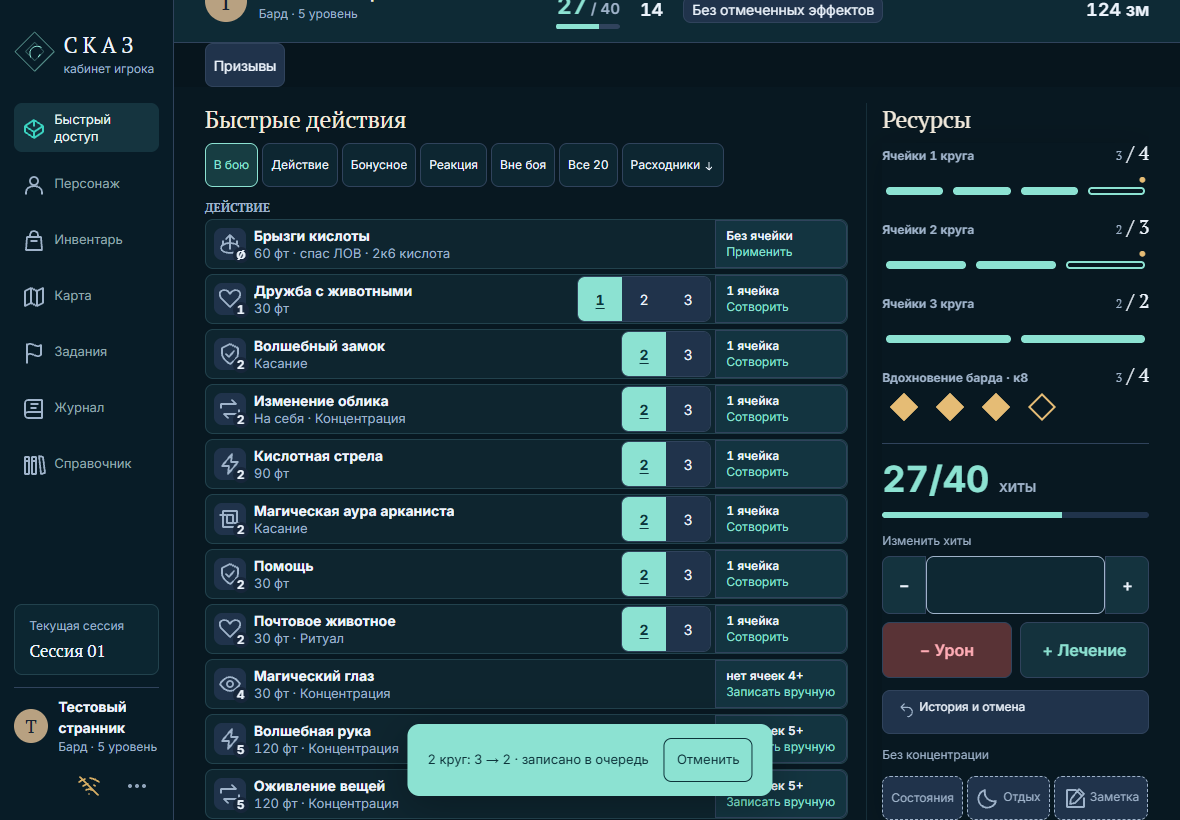 СКАЗ
кабинет игрока
Быстрый
доступ
Персонаж
Инвентарь
Карта
Задания
Журнал
Справочник
Текущая сессия
Сессия 01
Т
Тестовый
странник
Бард · 5 уровень
Т
Бард · 5 уровень
27 / 40
14
Без отмеченных эффектов
124 зм
Призывы
Быстрые действия
В бою
Действие
Бонусное
Реакция
Вне боя
Все 20
Расходники ↓
ДЕЙСТВИЕ
Брызги кислоты
60 фт · спас ЛОВ · 2к6 кислота
Ø
Без ячейки
Применить
Дружба с животными
30 фт
1
1 2 3
1 ячейка
Сотворить
Волшебный замок
Касание
2
2 3
1 ячейка
Сотворить
Изменение облика
На себя · Концентрация
2
2 3
1 ячейка
Сотворить
Кислотная стрела
90 фт
2
2 3
1 ячейка
Сотворить
Магическая аура арканиста
Касание
2
2 3
1 ячейка
Сотворить
Помощь
30 фт
2
2 3
1 ячейка
Сотворить
Почтовое животное
30 фт · Ритуал
2
2 3
1 ячейка
Сотворить
Магический глаз
30 фт · Концентрация
4
нет ячеек 4+
Записать вручную
Волшебная рука
120 фт · Концентрация
5
5+
вручную
Оживление вещей
120 фт · Концентрация
5
5+
Записать вручную
2 круг: 3 → 2 · записано в очередь
Отменить
Ресурсы
Ячейки 1 круга
3 / 4
Ячейки 2 круга
2 / 3
Ячейки 3 круга
2 / 2
Вдохновение барда · к8
3 / 4
27/40 хиты
Изменить хиты
−
+
− Урон
+ Лечение
История и отмена
Без концентрации
Состояния
Отдых
Заметка